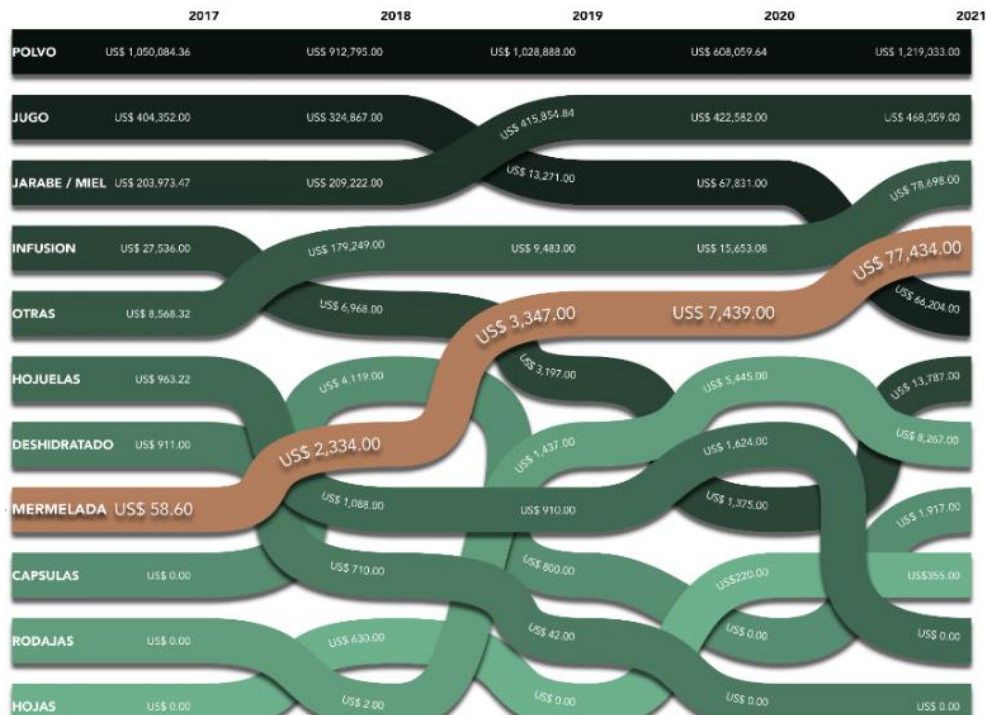 2017 2018 2019 2020 2021
POLVO US$ 1,050,084.36 US$ 912,795.00 US$ 1,028,888.00 US$ 608,059.64 US$ 1,219,033.00
JUGO US$ 404,352.00 US$ 324,867.00 US$ 415,854.84 US$ 422,582.00 US$ 468,059.00
JARABE / MIEL US$ 203,973.47 US$ 209,222.00 US$ 13,271.00 US$ 67,831.00 US$ 78,698.00
INFUSION US$ 27,536.00 US$ 179,249.00 US$ 9,483.00 US$ 15,653.08 US$ 77,434.00
OTRAS US$ 8,568.32 US$ 6,968.00 US$ 3,347.00 US$ 7,439.00 US$ 66,204.00
HOJUELAS US$ 963.22 US$ 4,119.00 US$ 3,197.00 US$ 5,445.00 US$ 13,787.00
DESHIDRATADO US$ 911.00 US$ 2,334.00 US$ 1,437.00 US$ 1,624.00 US$ 8,267.00
MERMELADA US$ 58.60 US$ 1,088.00 US$ 910.00 US$ 1,375.00 US$ 1,917.00
CAPSULAS US$ 0.00 US$ 710.00 US$ 800.00 US$220.00 US$355.00
RODAJAS US$ 0.00 US$ 630.00 US$ 42.00 US$ 0.00 US$ 0.00
HOJAS US$ 0.00 US$ 2.00 US$ 0.00 US$ 0.00 US$ 0.00